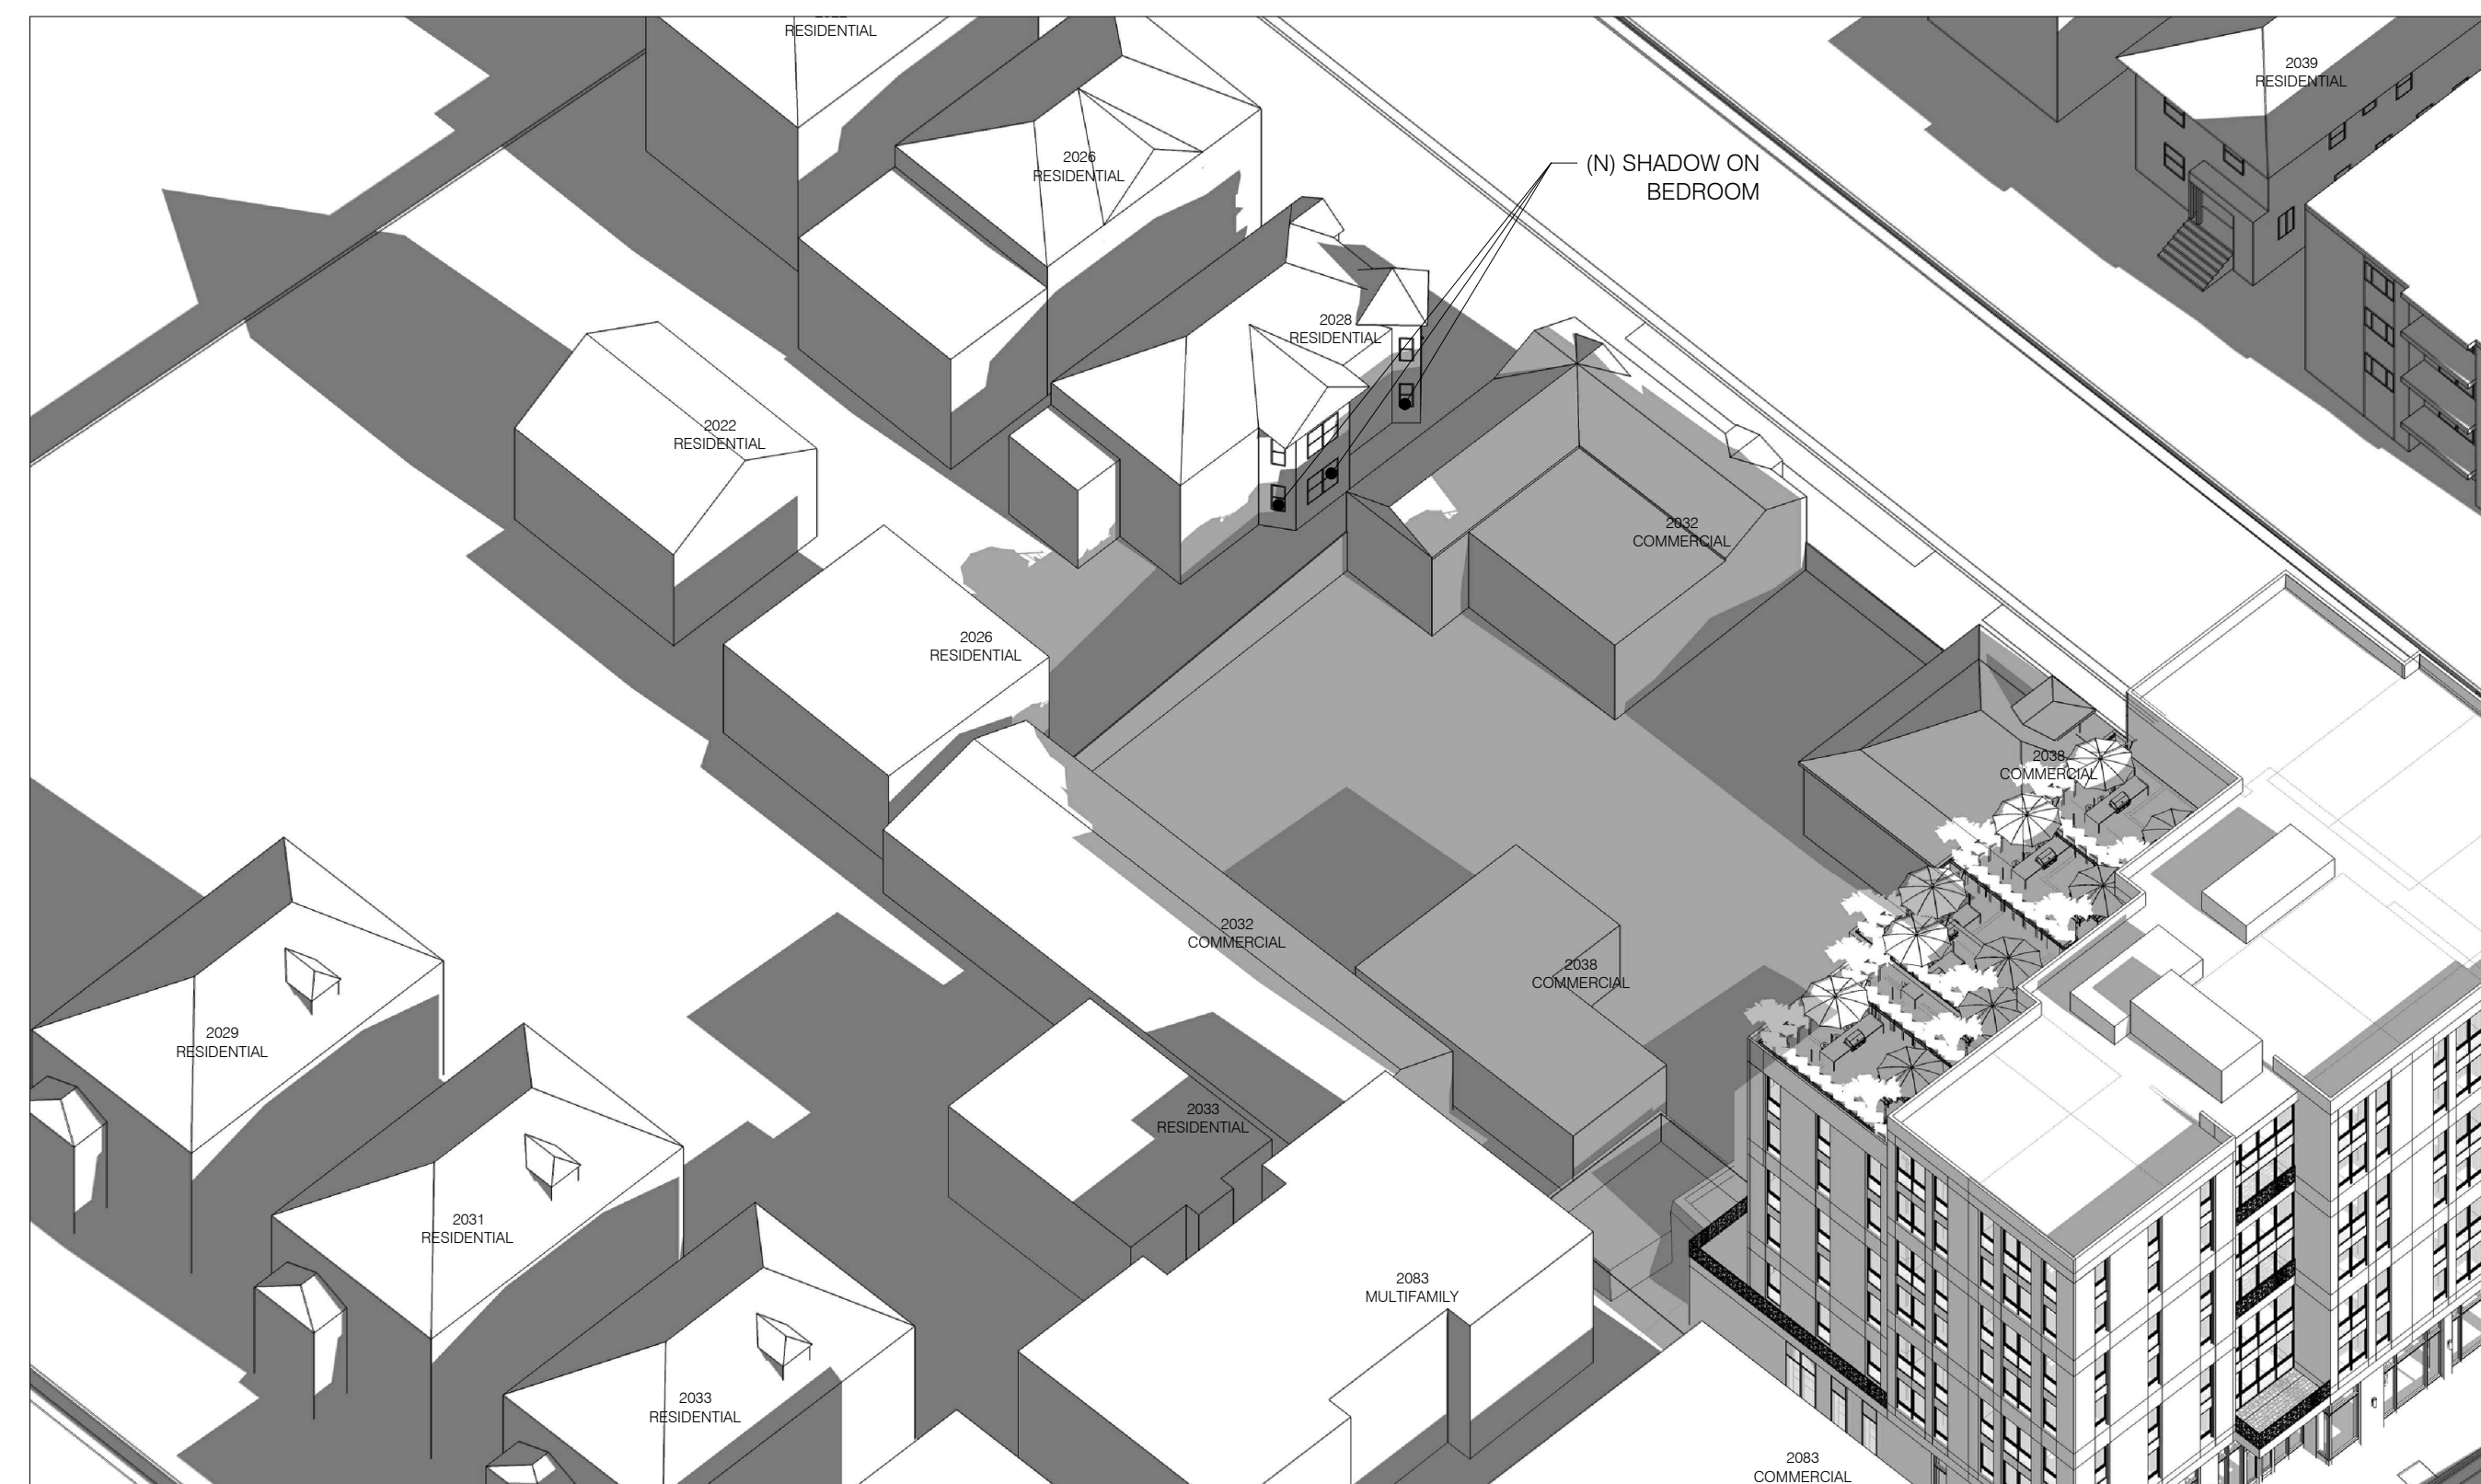 RESIDENTIAL
2039
RESIDENTIAL
2026
RESIDENTIAL
(N) SHADOW ON
BEDROOM
2028
RESIDENTIAL
2022
RESIDENTIAL
2032
COMMERCIAL
2026
RESIDENTIAL
2038
COMMERCIAL
2032
COMMERCIAL
2038
COMMERCIAL
2029
RESIDENTIAL
2033
RESIDENTIAL
2031
RESIDENTIAL
2083
MULTIFAMILY
2033
RESIDENTIAL
2083
COMMERCIAL